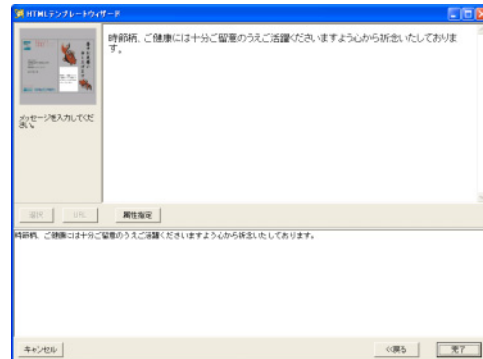 HTMLテンプレートウィザード
時節柄、ご健康には十分ご留意のうえご活躍くださいますよう心から祈念いたしておりま
す。
メッセージを入力してくだ
さい。
選択
URL
属性指定
時節柄、ご健康には十分ご留意のうえご活躍くださいますよう心から祈念いたしております。
キャンセル
<<戻る
完了